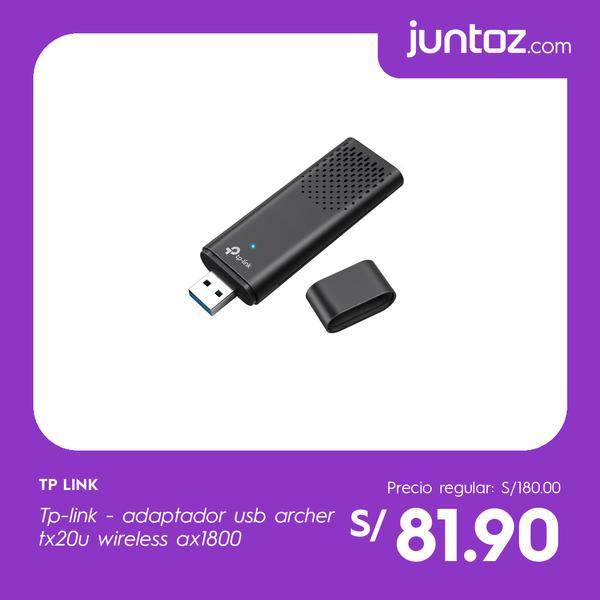 juntoz.com
tp-link
TP LINK
Precio regular: S/180.00
Tp-link - adaptador usb archer
tx20u wireless ax1800
S/ 81.90